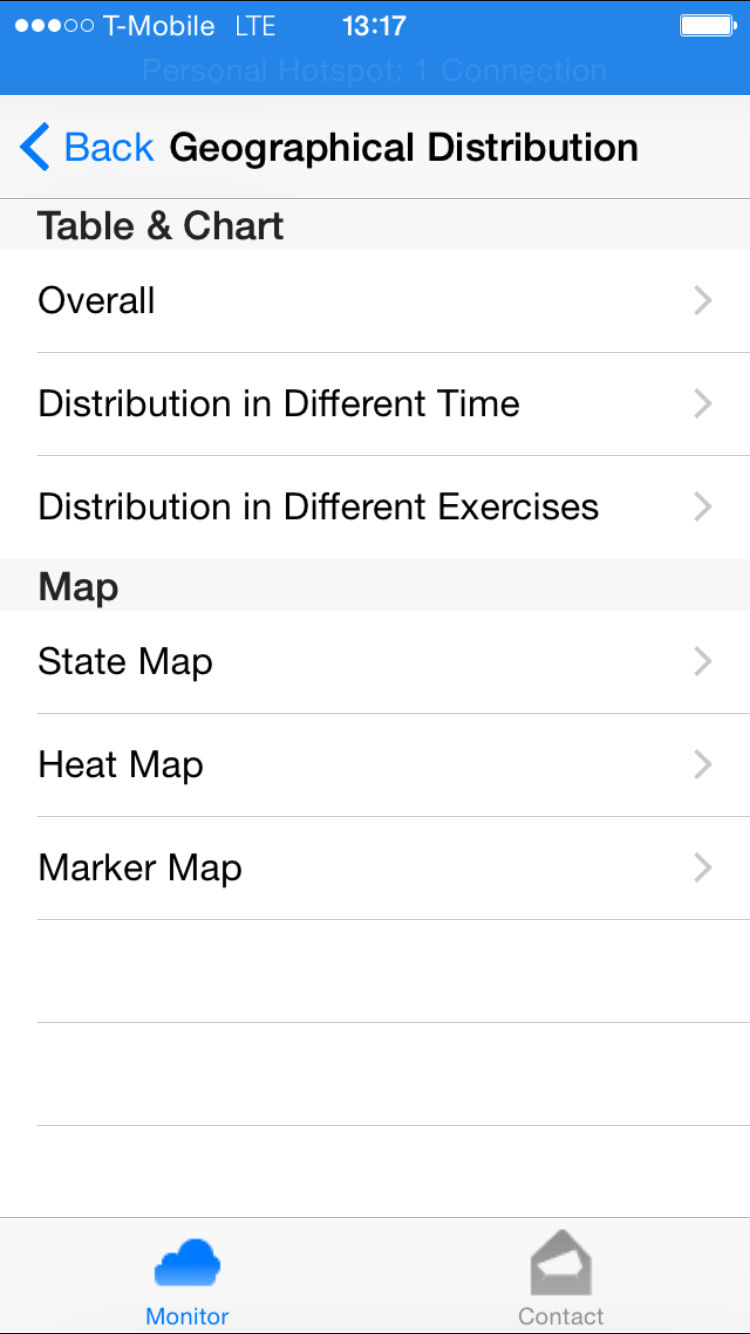 T-Mobile LTE 13:17
Personal Hotspot: 1 Connection
Back Geographical Distribution
Table & Chart
Overall
Distribution in Different Time
Distribution in Different Exercises
Map
State Map
Heat Map
Marker Map
Monitor Contact